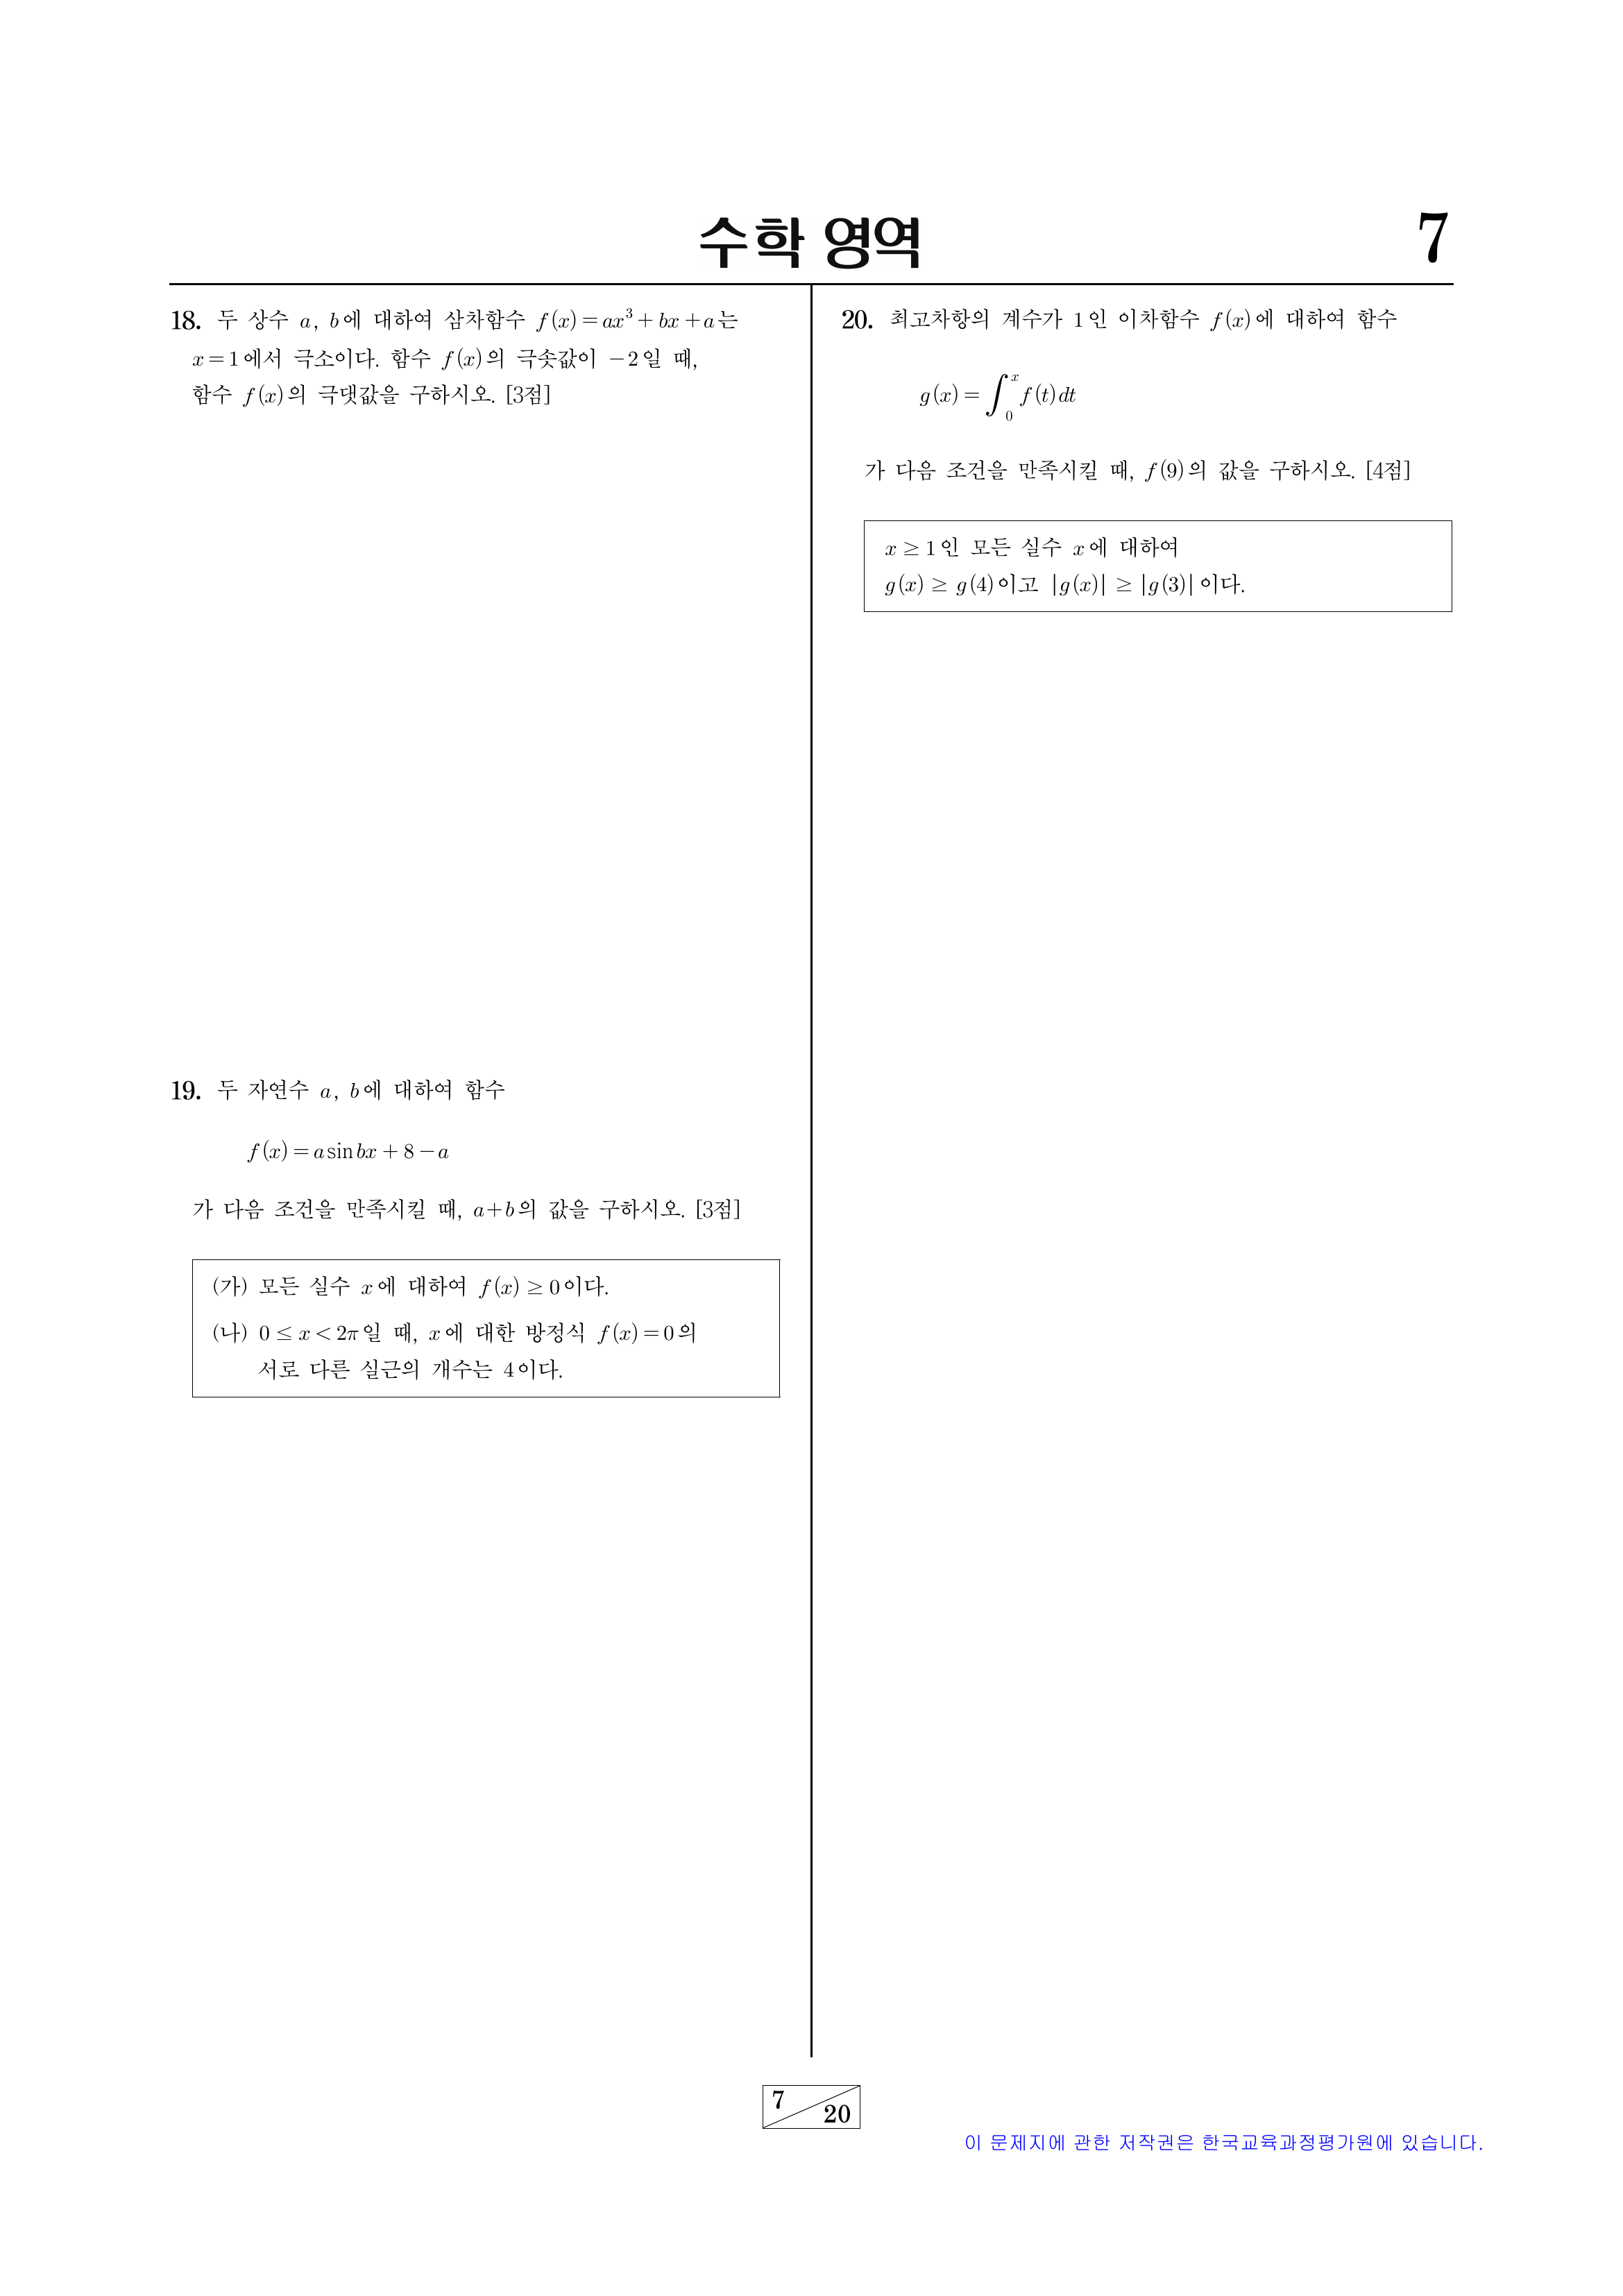 수학 영역
7
18. 두 상수 a, b에 대하여 삼차함수 f(x)=ax³+bx+a는
x=1에서 극소이다. 함수 f(x)의 극솟값이 −2일 때,
함수 f(x)의 극댓값을 구하시오. [3점]
19. 두 자연수 a, b에 대하여 함수
f(x)=a sin bx+8−a
가 다음 조건을 만족시킬 때, a+b의 값을 구하시오. [3점]
(가) 모든 실수 x에 대하여 f(x)≥0이다.
(나) 0≤x<2π일 때, x에 대한 방정식 f(x)=0의
서로 다른 실근의 개수는 4이다.
20. 최고차항의 계수가 1인 이차함수 f(x)에 대하여 함수
g(x)=∫₀ˣ f(t)dt
가 다음 조건을 만족시킬 때, f(9)의 값을 구하시오. [4점]
x≥1인 모든 실수 x에 대하여
g(x)≥g(4)이고 |g(x)|≥|g(3)|이다.
7
20
이 문제지에 관한 저작권은 한국교육과정평가원에 있습니다.